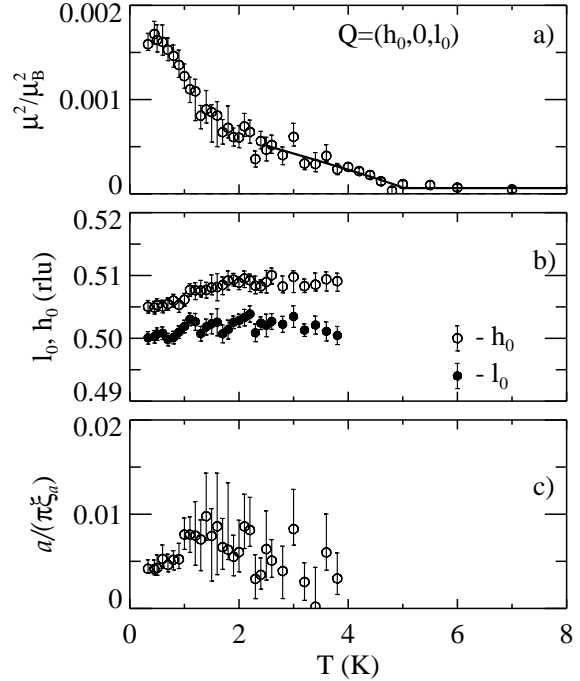 0.002
Q=(h₀,0,l₀)
a)
μ²/μ_B²
0.001
0
0.52
b)
0.51
l₀, h₀ (rlu)
0.50
- h₀
- l₀
0.49
0.02
c)
a/(πξₐ)
0.01
0
0 2 4 6 8
T (K)